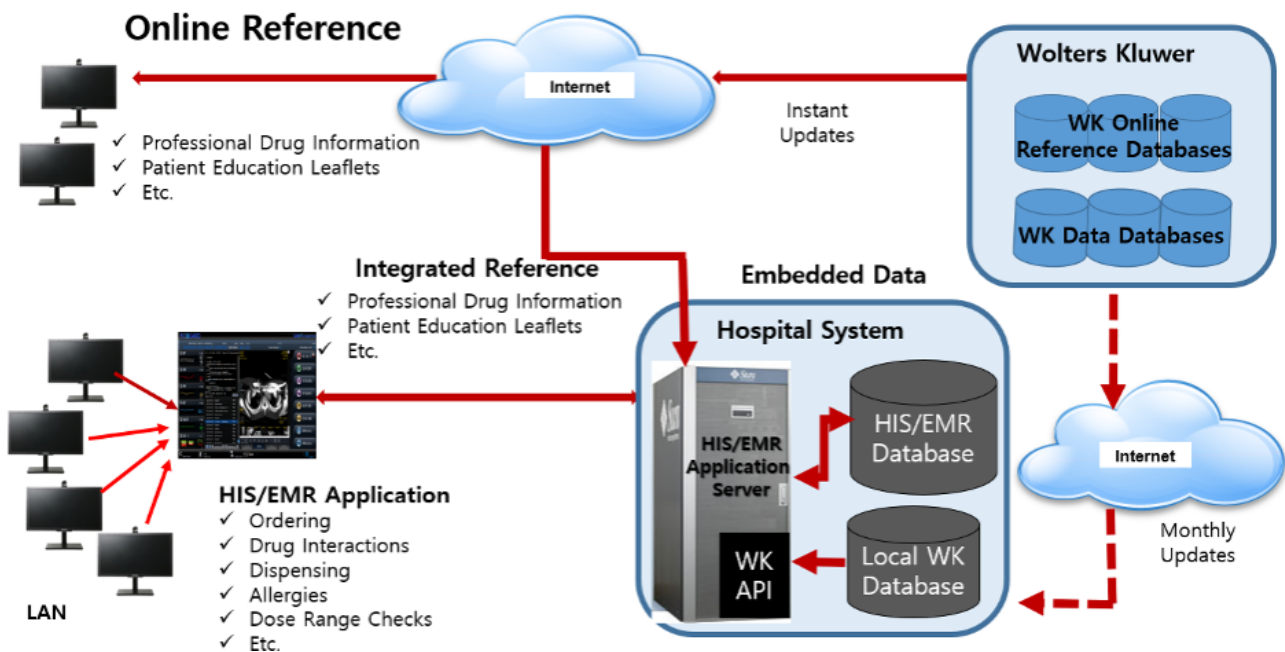 Online Reference
Internet
Wolters Kluwer
WK Online
Reference Databases
WK Data Databases
Instant
Updates
✓ Professional Drug Information
✓ Patient Education Leaflets
✓ Etc.
Integrated Reference
✓ Professional Drug Information
✓ Patient Education Leaflets
✓ Etc.
Embedded Data
Hospital System
Sun
Sun
HIS/EMR
Application
Server
HIS/EMR
Database
WK
API
Local WK
Database
Internet
Monthly
Updates
HIS/EMR Application
✓ Ordering
✓ Drug Interactions
✓ Dispensing
✓ Allergies
✓ Dose Range Checks
✓ Etc.
LAN